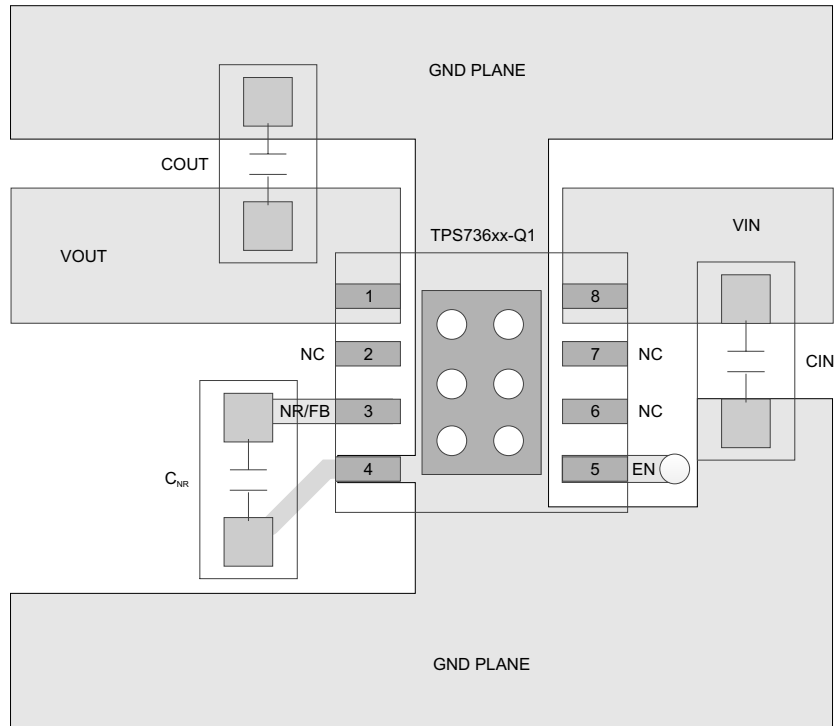 GND PLANE
COUT
TPS736xx-Q1
VIN
VOUT
1
8
NC
2
7
NC
CIN
NR/FB
3
6
NC
4
5
EN
CNR
GND PLANE